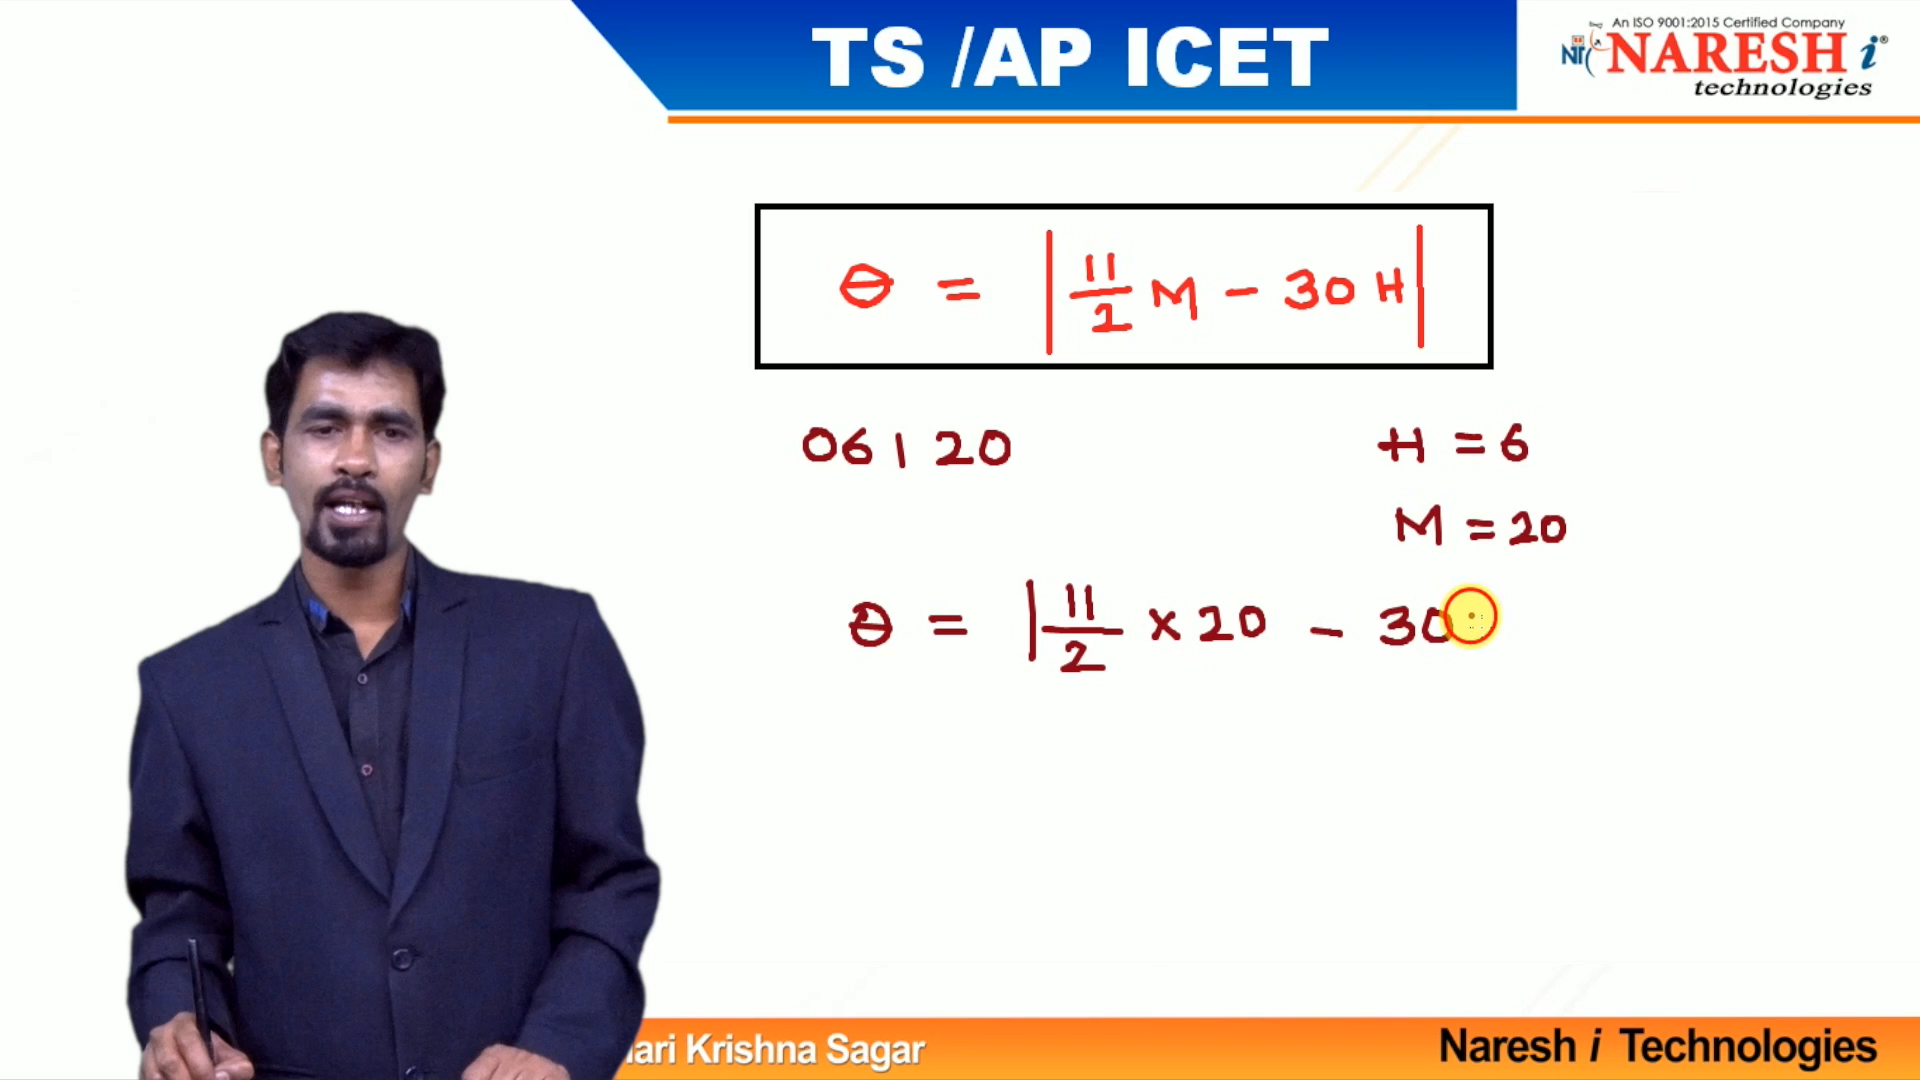 TS /AP ICET
An ISO 9001:2015 Certified Company
NARESH i®
technologies
θ = | 11/2 M - 30 H |
06 | 20
H = 6
M = 20
θ = | 11/2 × 20 - 30
Krishna Sagar
Naresh i Technologies